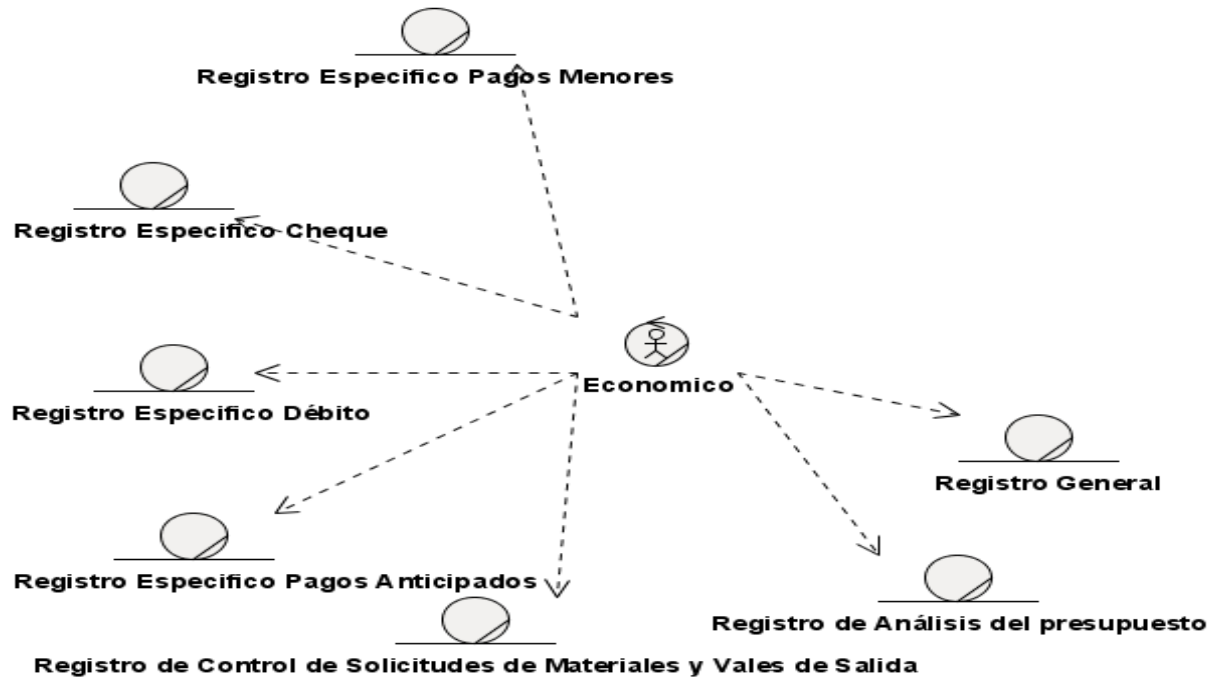 Registro Especifico Pagos Menores
Registro Especifico Cheque
Economico
Registro Especifico Débito
Registro General
Registro Especifico Pagos Anticipados
Registro de Análisis del presupuesto
Registro de Control de Solicitudes de Materiales y Vales de Salida